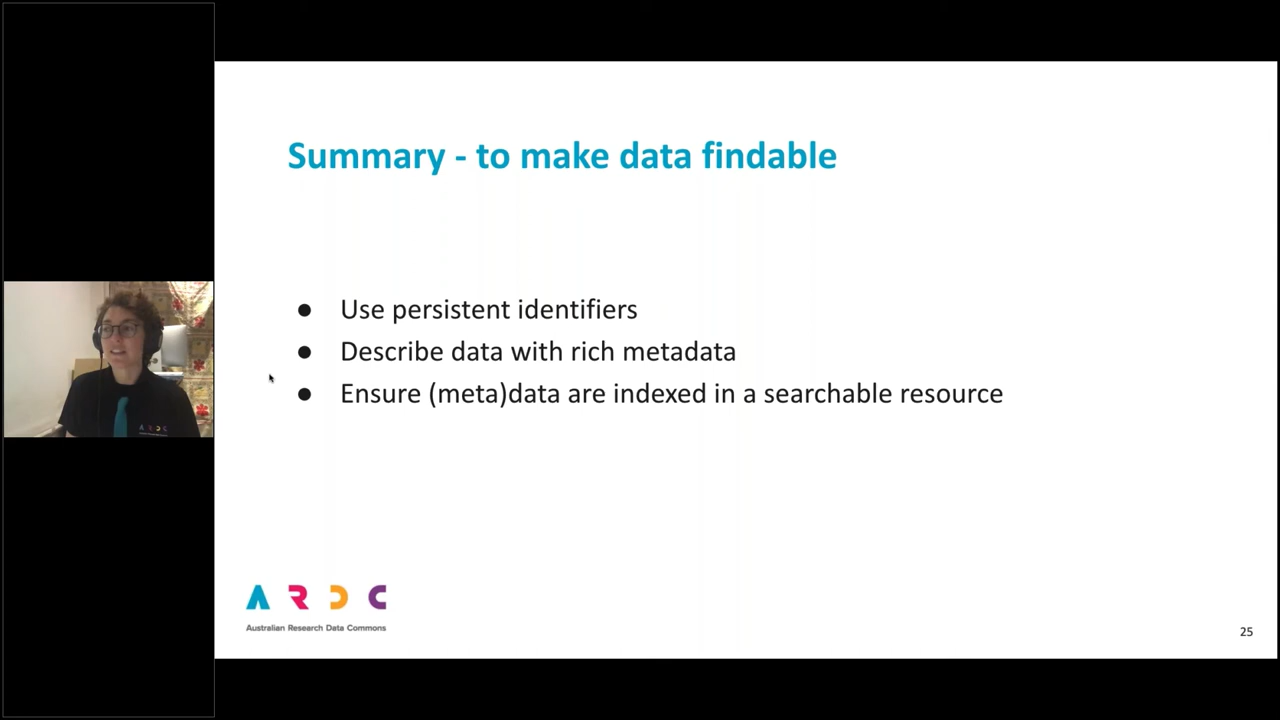 Summary - to make data findable
● Use persistent identifiers
● Describe data with rich metadata
● Ensure (meta)data are indexed in a searchable resource
A R D C
Australian Research Data Commons
25
A R D C